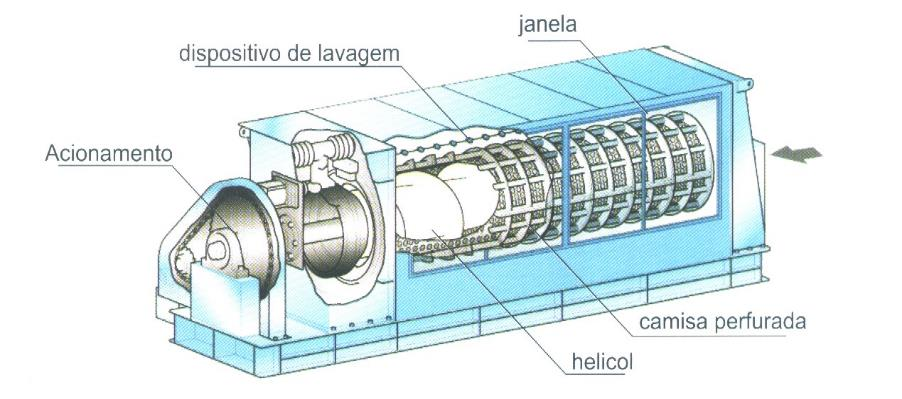 janela
dispositivo de lavagem
Acionamento
camisa perfurada
helicol